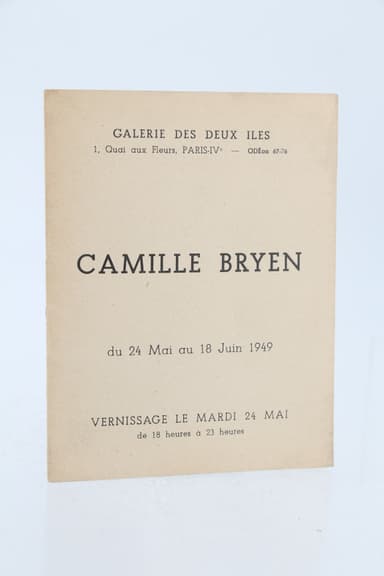 GALERIE DES DEUX ILES
1, Quai aux Fleurs, PARIS-IVᵉ — ODÉon 67-76
CAMILLE BRYEN
du 24 Mai au 18 Juin 1949
VERNISSAGE LE MARDI 24 MAI
de 18 heures à 23 heures